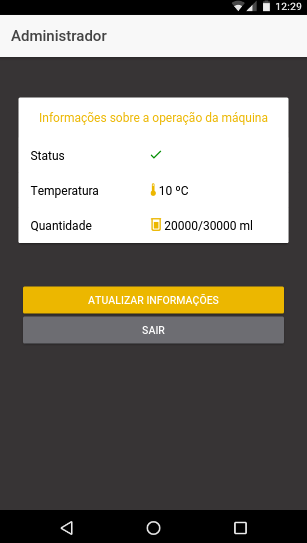 12:29
Administrador
Informações sobre a operação da máquina
Status
Temperatura 10 ºC
Quantidade 20000/30000 ml
ATUALIZAR INFORMAÇÕES
SAIR